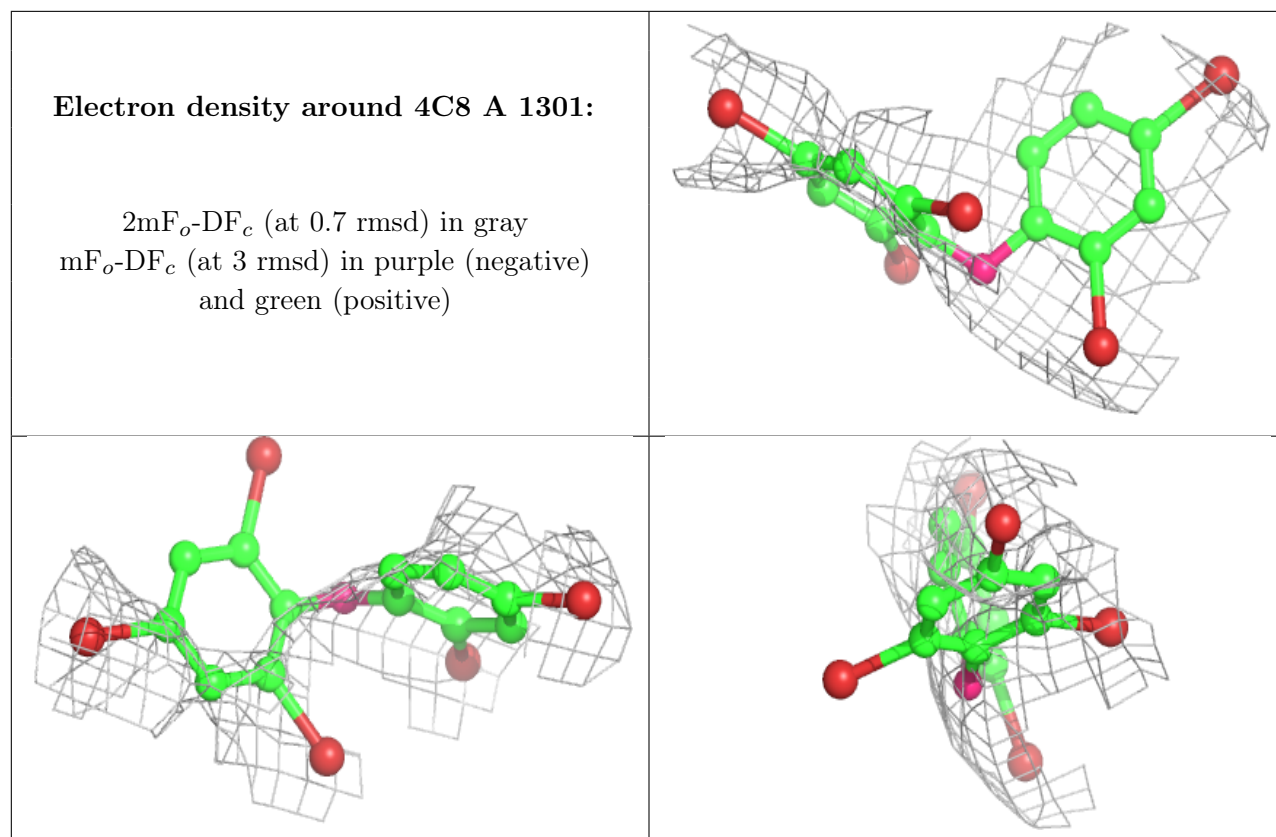 Electron density around 4C8 A 1301:
2mFo-DFc (at 0.7 rmsd) in gray
mFo-DFc (at 3 rmsd) in purple (negative)
and green (positive)